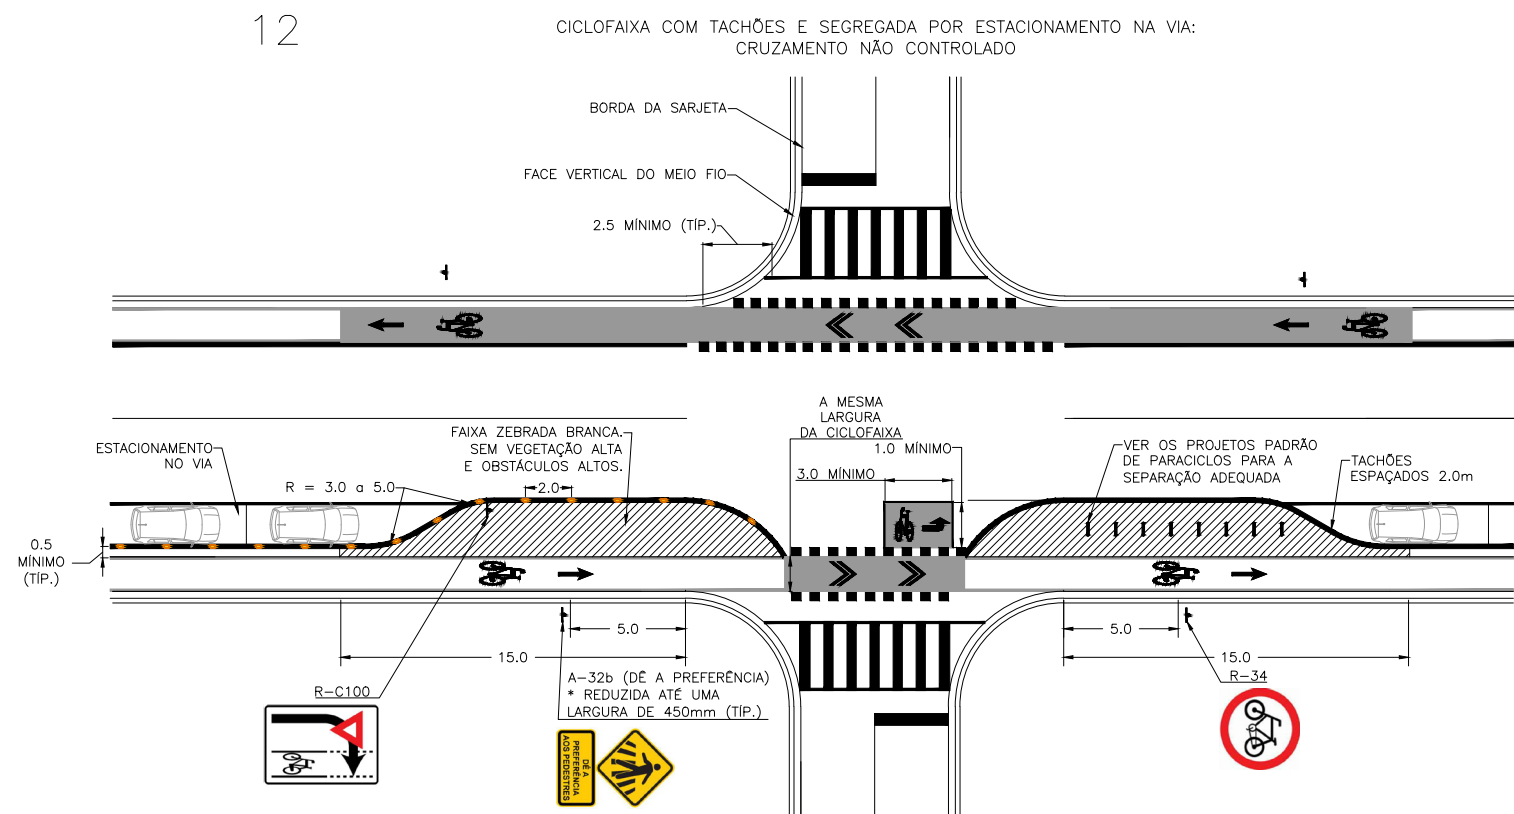 12
CICLOFAIXA COM TACHÕES E SEGREGADA POR ESTACIONAMENTO NA VIA:
CRUZAMENTO NÃO CONTROLADO
BORDA DA SARJETA
FACE VERTICAL DO MEIO FIO
2.5 MÍNIMO (TÍP.)
A MESMA
LARGURA
DA CICLOFAIXA
1.0 MÍNIMO
3.0 MÍNIMO
ESTACIONAMENTO
NO VIA
FAIXA ZEBRADA BRANCA.
SEM VEGETAÇÃO ALTA
E OBSTÁCULOS ALTOS.
R = 3.0 a 5.0
2.0
VER OS PROJETOS PADRÃO
DE PARACICLOS PARA A
SEPARAÇÃO ADEQUADA
TACHÕES
ESPAÇADOS 2.0m
0.5
MÍNIMO
(TÍP.)
5.0
15.0
5.0
15.0
R-C100
A-32b (DÊ A PREFERÊNCIA)
* REDUZIDA ATÉ UMA
LARGURA DE 450mm (TÍP.)
R-34
DÊ A
PREFERÊNCIA
AOS PEDESTRES